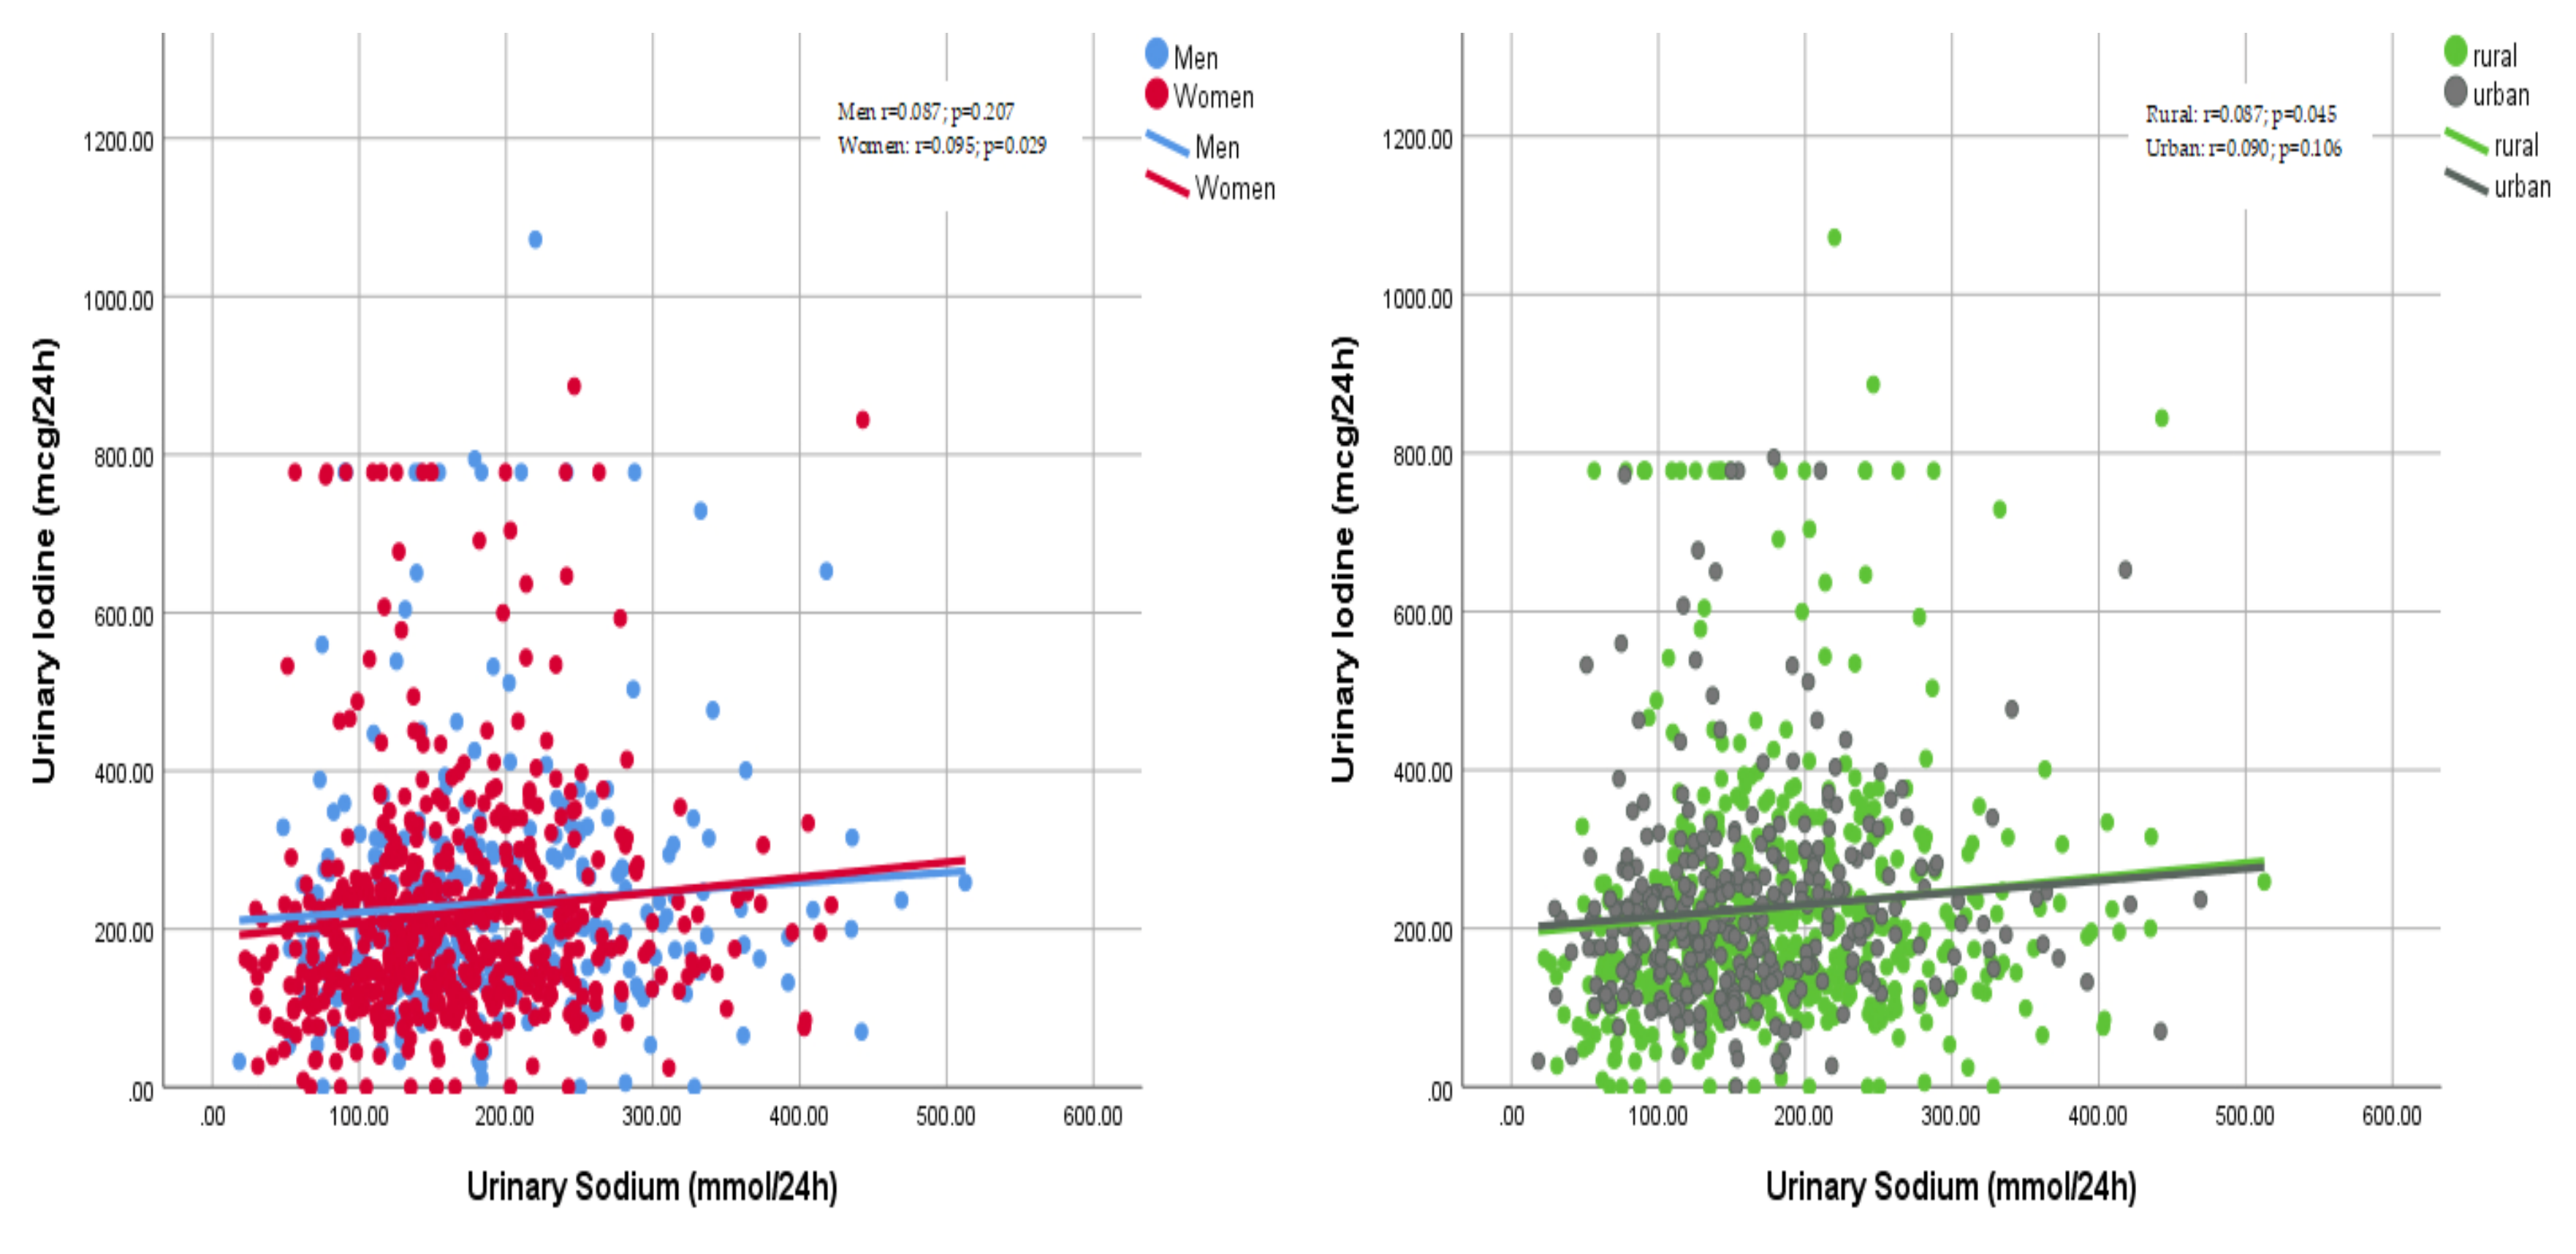 Men
Women
Men
Women
Men r=0.087; p=0.207
Women: r=0.095; p=0.029
1200.00
1000.00
800.00
600.00
400.00
200.00
.00
Urinary Iodine (mcg/24h)
.00 100.00 200.00 300.00 400.00 500.00 600.00
Urinary Sodium (mmol/24h)
rural
urban
rural
urban
Rural: r=0.087; p=0.045
Urban: r=0.090; p=0.106
1200.00
1000.00
800.00
600.00
400.00
200.00
.00
Urinary Iodine (mcg/24h)
.00 100.00 200.00 300.00 400.00 500.00 600.00
Urinary Sodium (mmol/24h)